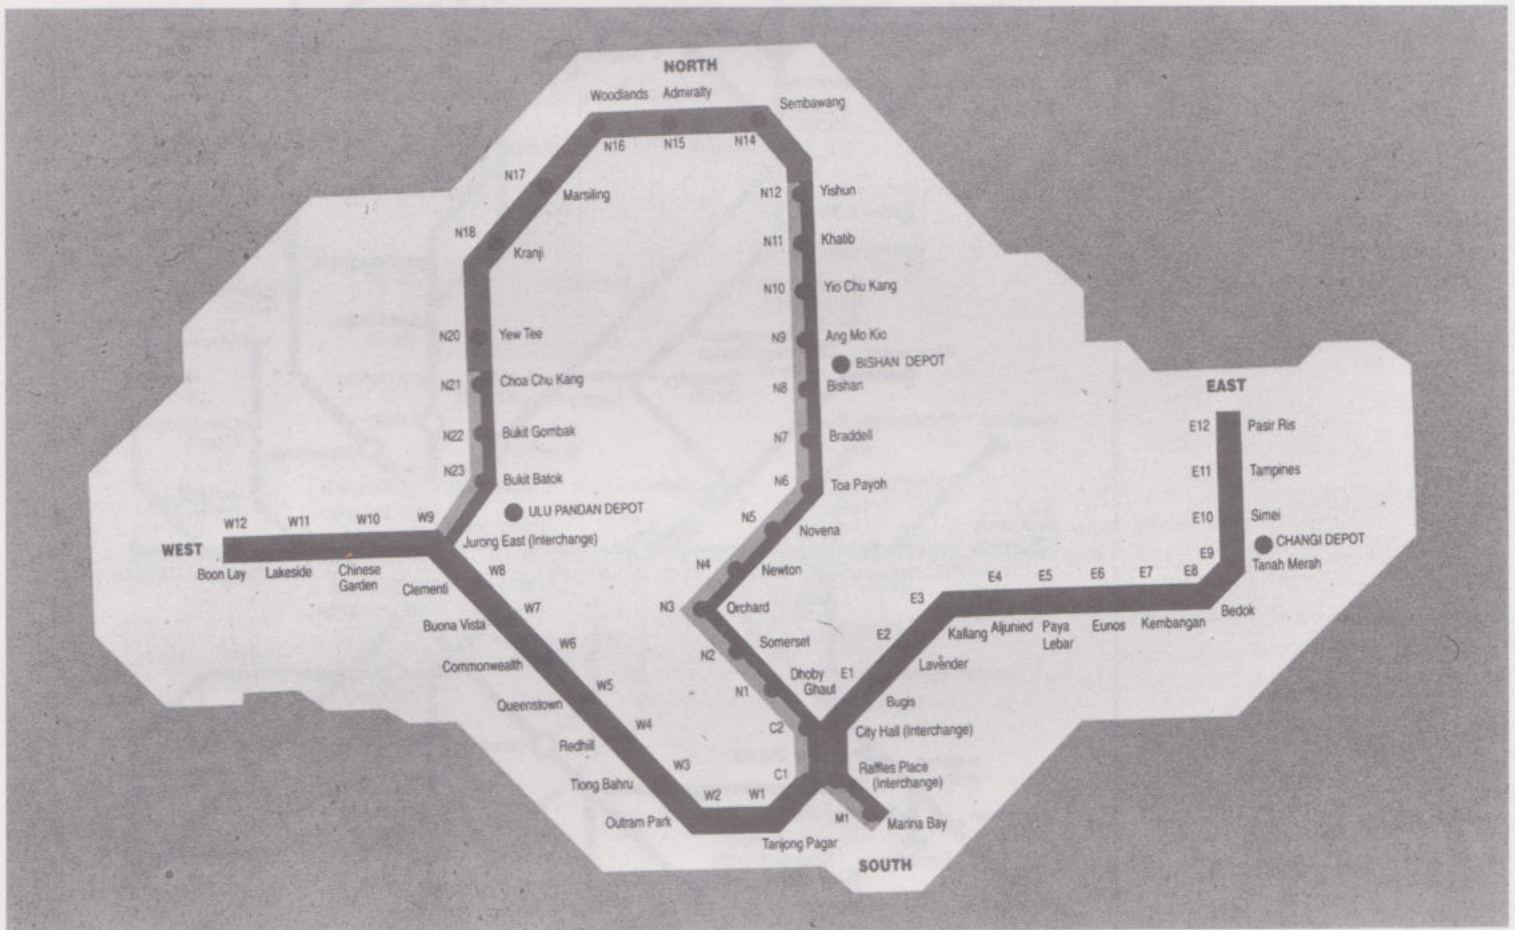 NORTH
Woodlands
Admiralty
Sembawang
N16
N15
N14
N17
Marsiling
N12
Yishun
N18
Kranji
N11
Khatib
N10
Yio Chu Kang
N20
Yew Tee
N9
Ang Mo Kio
BISHAN DEPOT
N21
Choa Chu Kang
N8
Bishan
EAST
N22
Bukit Gombak
N7
Braddell
E12
Pasir Ris
N23
Bukit Batok
N6
Toa Payoh
E11
Tampines
ULU PANDAN DEPOT
W12
W11
W10
W9
N5
Novena
E10
Simei
WEST
Jurong East (Interchange)
CHANGI DEPOT
E9
Tanah Merah
Boon Lay
Lakeside
Chinese
Garden
Clementi
W8
N4
Newton
E4
E5
E6
E7
E8
N3
Orchard
E3
Bedok
Buona Vista
W7
Kallang
Aljunied
Paya
Lebar
Eunos
Kembangan
Commonwealth
W6
N2
Somerset
E2
Lavender
Queenstown
W5
N1
Dhoby
Ghaut
E1
Bugis
Redhill
W4
C2
City Hall (Interchange)
Tiong Bahru
W3
C1
Raffles Place
(Interchange)
Outram Park
W2
W1
M1
Marina Bay
Tanjong Pagar
SOUTH